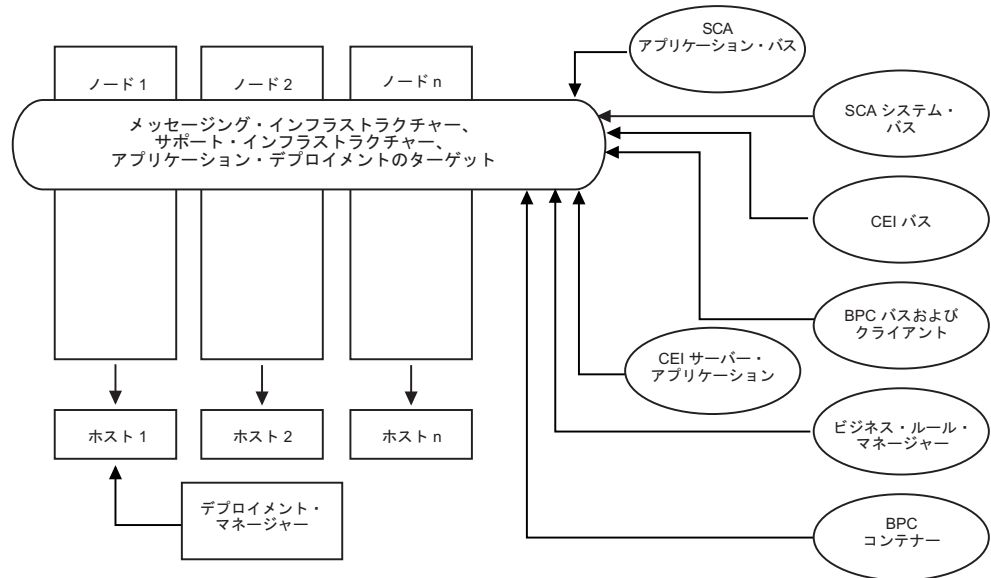 SCA
アプリケーション・バス
ノード 1
ノード 2
ノード n
メッセージング・インフラストラクチャー、
サポート・インフラストラクチャー、
アプリケーション・デプロイメントのターゲット
SCA システム・
バス
CEI バス
BPC バスおよび
クライアント
CEI サーバー・
アプリケーション
ホスト 1
ホスト 2
ホスト n
ビジネス・ルール・
マネージャー
デプロイメント・
マネージャー
BPC
コンテナー